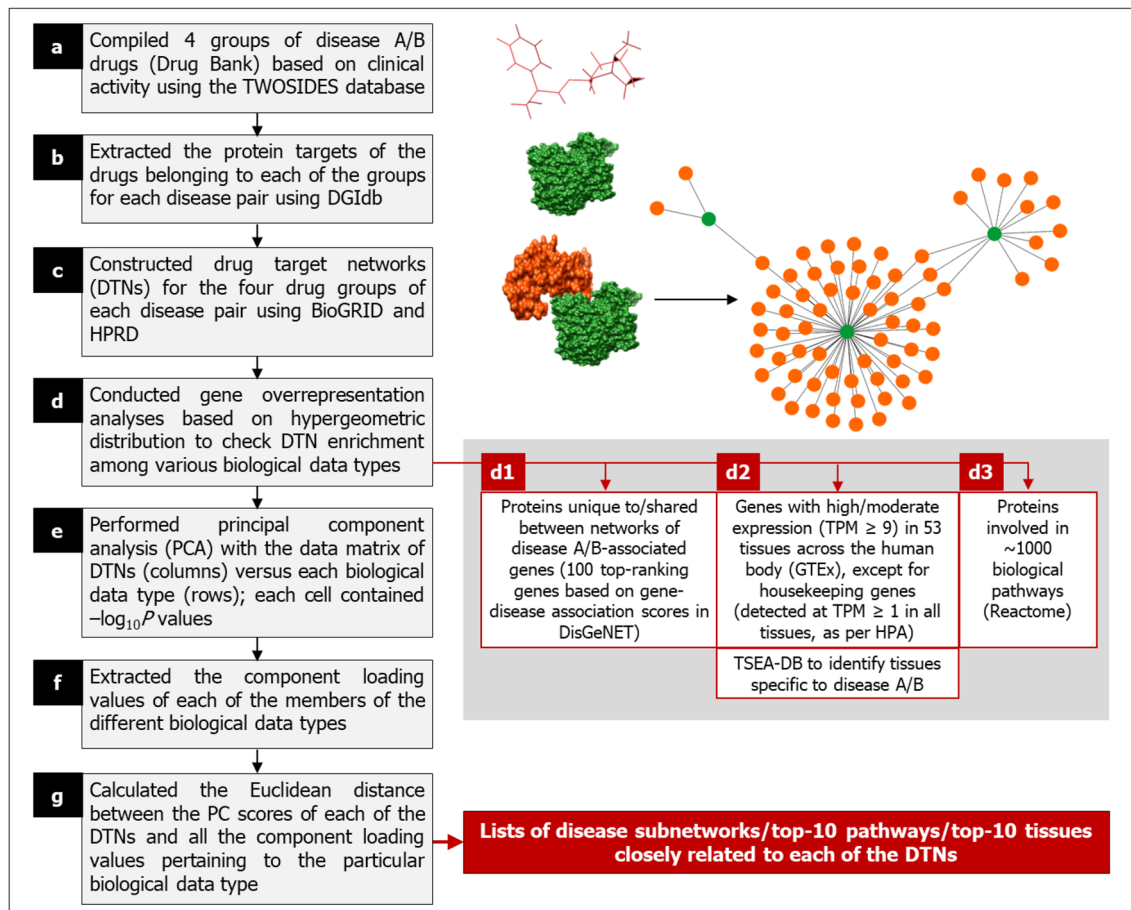 a
Compiled 4 groups of disease A/B
drugs (Drug Bank) based on clinical
activity using the TWOSIDES database
b
Extracted the protein targets of the
drugs belonging to each of the groups
for each disease pair using DGIdb
c
Constructed drug target networks
(DTNs) for the four drug groups of
each disease pair using BioGRID and
HPRD
d
Conducted gene overrepresentation
analyses based on hypergeometric
distribution to check DTN enrichment
among various biological data types
d1
Proteins unique to/shared
between networks of
disease A/B-associated
genes (100 top-ranking
genes based on gene-
disease association scores in
DisGeNET)
d2
Genes with high/moderate
expression (TPM ≥ 9) in 53
tissues across the human
body (GTEx), except for
housekeeping genes
(detected at TPM ≥ 1 in all
tissues, as per HPA)
TSEA-DB to identify tissues
specific to disease A/B
d3
Proteins
involved in
~1000
biological
pathways
(Reactome)
e
Performed principal component
analysis (PCA) with the data matrix of
DTNs (columns) versus each biological
data type (rows); each cell contained
–log₁₀P values
f
Extracted the component loading
values of each of the members of the
different biological data types
g
Calculated the Euclidean distance
between the PC scores of each of the
DTNs and all the component loading
values pertaining to the particular
biological data type
Lists of disease subnetworks/top-10 pathways/top-10 tissues
closely related to each of the DTNs